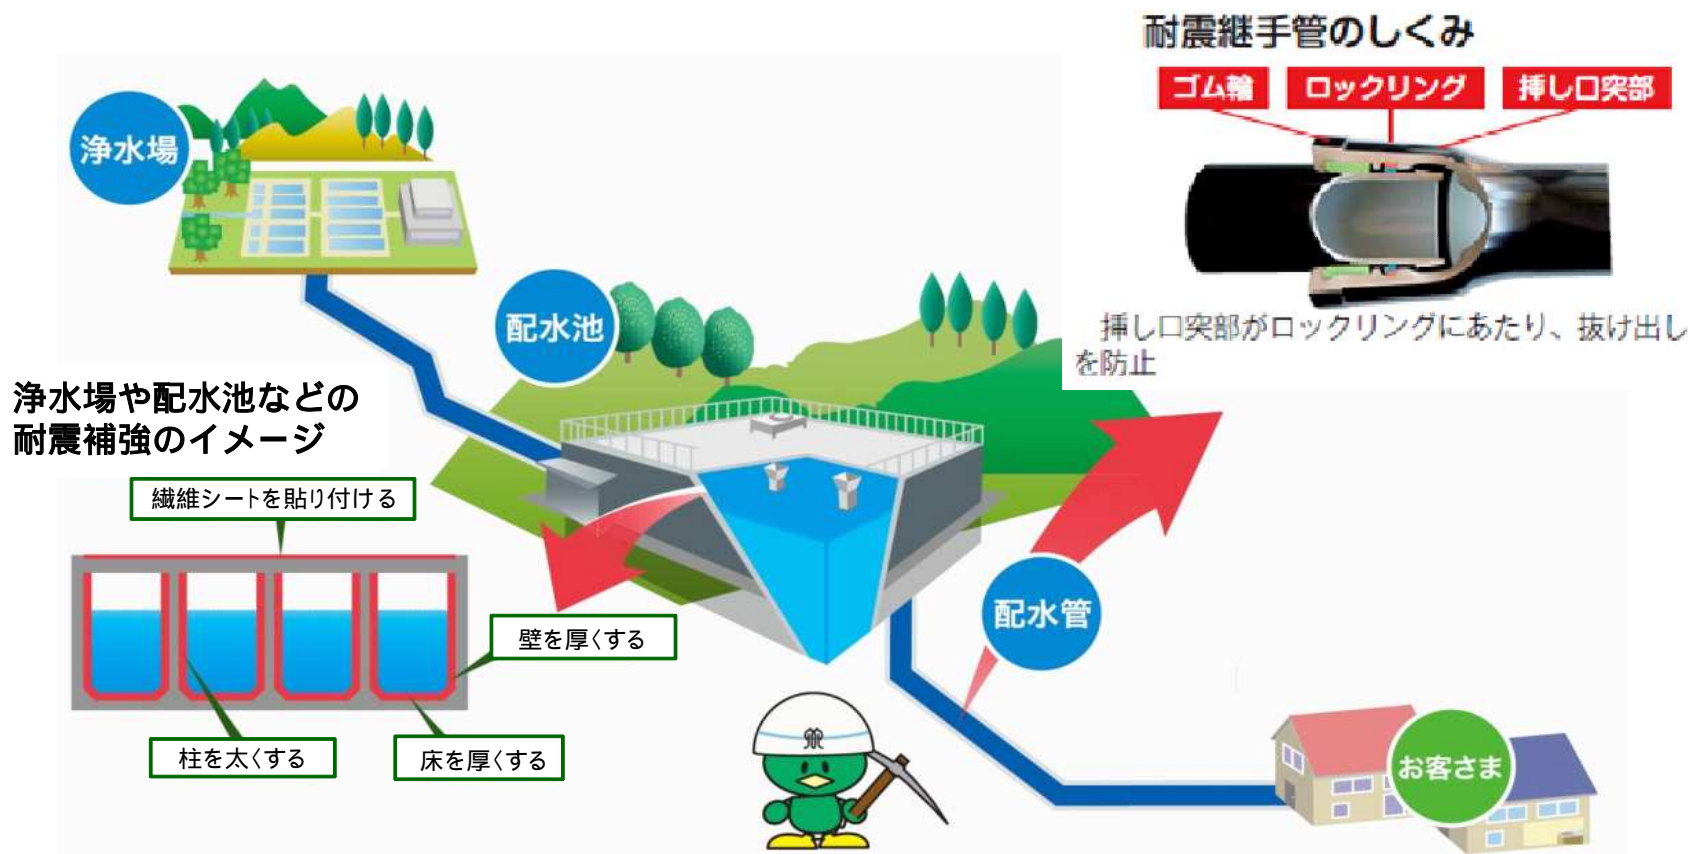 耐震継手管のしくみ
ゴム輪
ロックリング
挿し口突部
挿し口突部がロックリングにあたり、抜け出し
を防止
浄水場
配水池
浄水場や配水池などの
耐震補強のイメージ
繊維シートを貼り付ける
壁を厚くする
柱を太くする
床を厚くする
配水管
お客さま